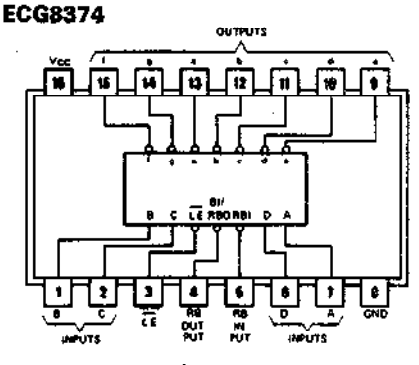 ECG8374
OUTPUTS
VCC f g a b c d e
16 15 14 13 12 11 10 9
f g a b c d e
BI/
B C LE RBO RBI D A
1 2 3 4 5 6 7 8
B C LE RB RB D A GND
OUT IN
PUT PUT
INPUTS INPUTS